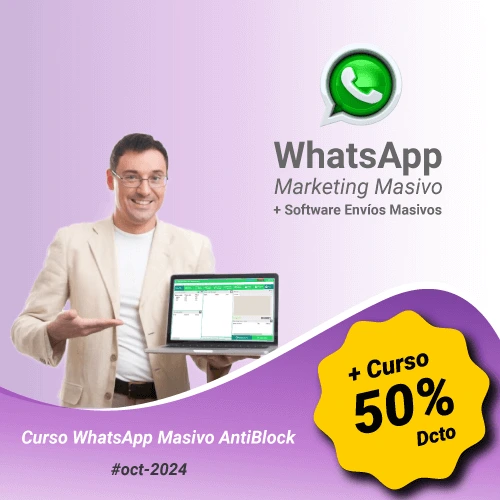 WhatsApp
Marketing Masivo
+ Software Envíos Masivos
+ Curso
50%
Dcto
Curso WhatsApp Masivo AntiBlock
#oct-2024